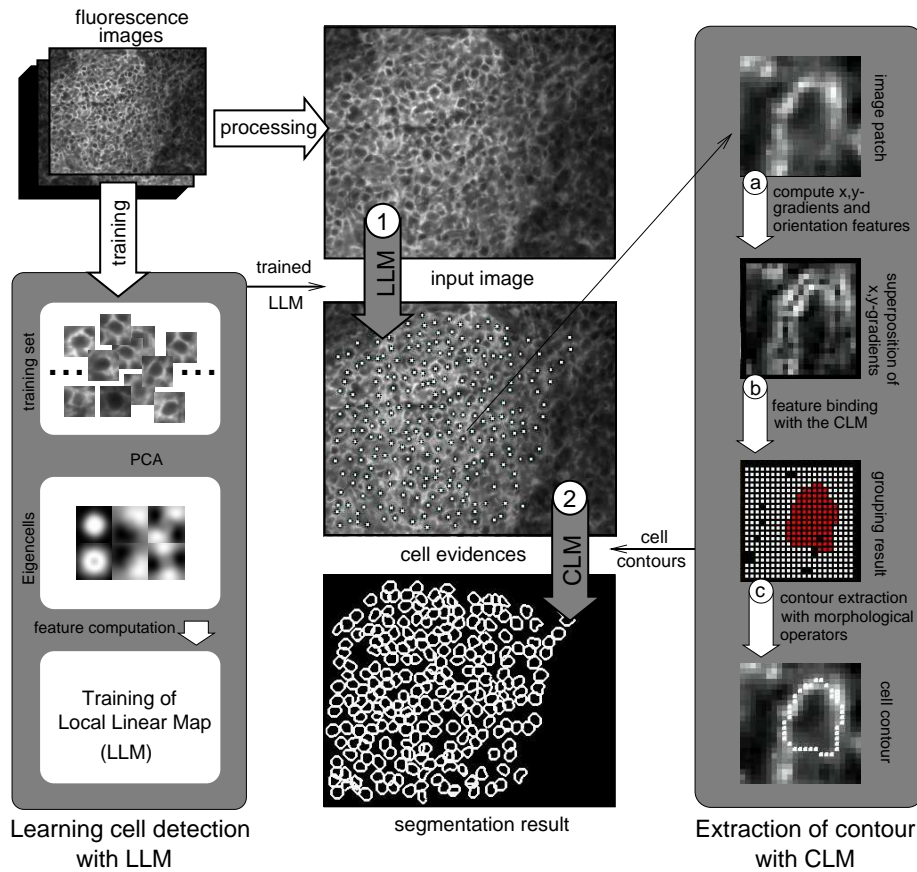 fluorescence
images
processing
training
trained
LLM
training set
PCA
Eigencells
feature computation
Training of
Local Linear Map
(LLM)
Learning cell detection
with LLM
1
LLM
input image
cell evidences
2
CLM
cell
contours
segmentation result
image
patch
a
compute x,y-
gradients and
orientation features
superposition of
x,y-gradients
b
feature binding
with the CLM
grouping result
c
contour extraction
with morphological
operators
cell contour
Extraction of contour
with CLM